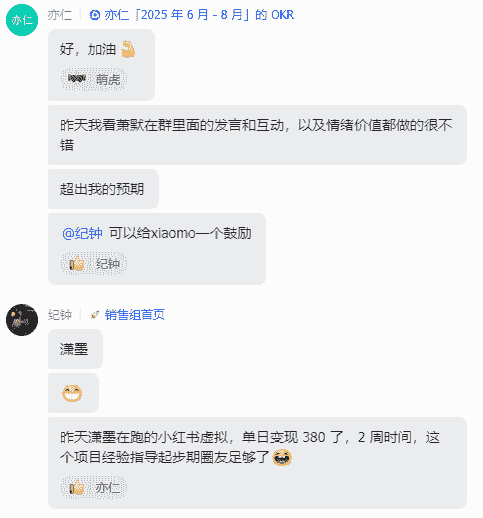 亦仁
亦仁 | 亦仁「2025 年 6 月 - 8 月」的 OKR
好，加油
萌虎
昨天我看萧默在群里面的发言和互动，以及情绪价值都做的很不
错
超出我的预期
@纪钟 可以给xiaomo一个鼓励
纪钟
纪钟 | 销售组首页
潇墨
昨天潇墨在跑的小红书虚拟，单日变现 380 了，2 周时间，这
个项目经验指导起步期圈友足够了
亦仁